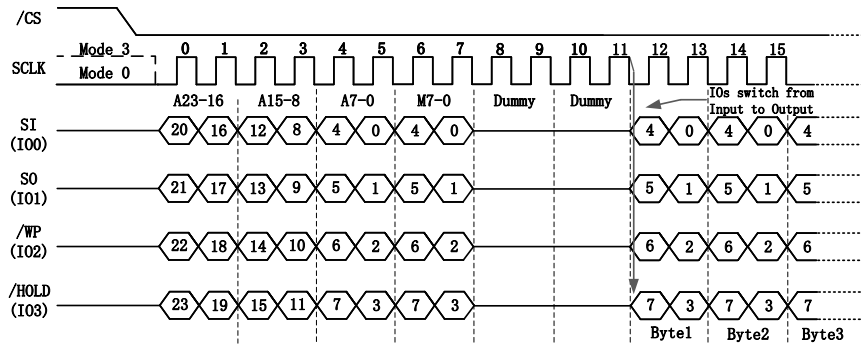 /CS
Mode 3 0 1 2 3 4 5 6 7 8 9 10 11 12 13 14 15
SCLK Mode 0
A23-16 A15-8 A7-0 M7-0 Dummy Dummy IOs switch from
Input to Output
SI
(IO0) 20 16 12 8 4 0 4 0 4 0 4 0 4
SO
(IO1) 21 17 13 9 5 1 5 1 5 1 5 1 5
/WP
(IO2) 22 18 14 10 6 2 6 2 6 2 6 2 6
/HOLD
(IO3) 23 19 15 11 7 3 7 3 7 3 7 3 7
Byte1 Byte2 Byte3